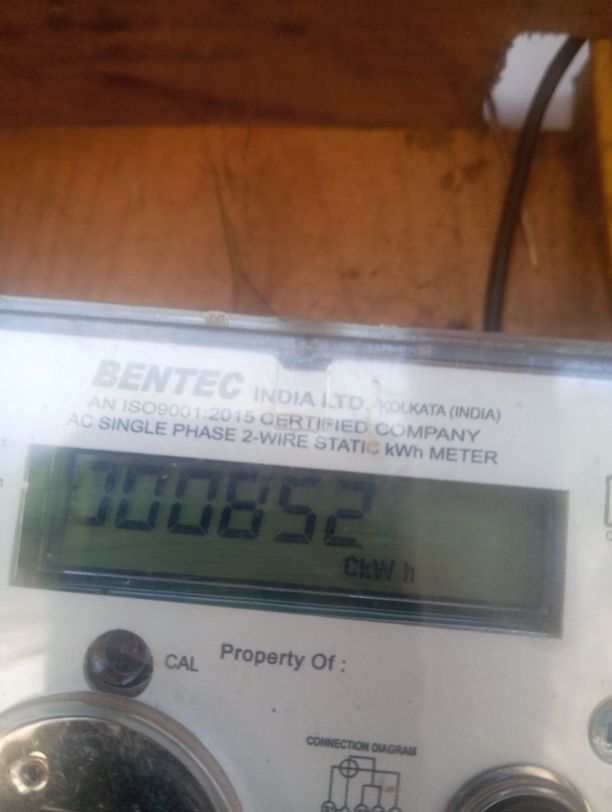 BENTEC INDIA LTD. KOLKATA (INDIA)
AN ISO9001:2015 CERTIFIED COMPANY
AC SINGLE PHASE 2-WIRE STATIC kWh METER
000852
CkW h
CAL
Property Of :
CONNECTION DIAGRAM